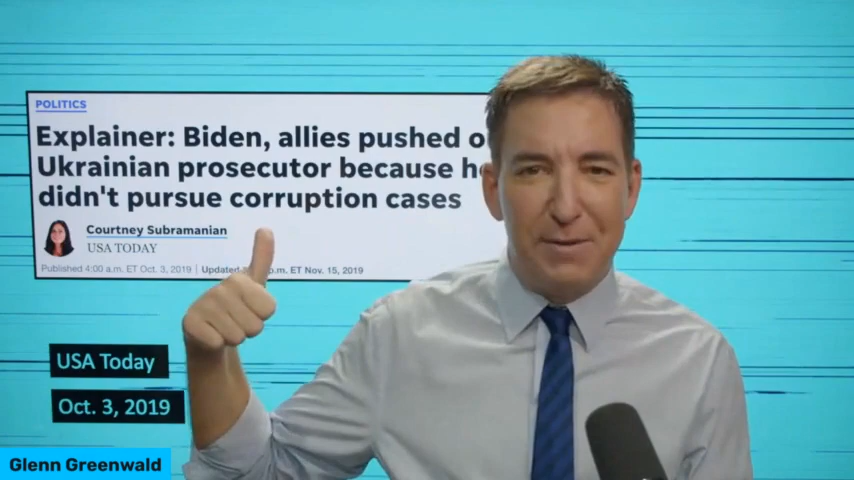 POLITICS
Explainer: Biden, allies pushed
Ukrainian prosecutor because
didn't pursue corruption cases
Courtney Subramanian
USA TODAY
Published 4:00 a.m. ET Oct. 3, 2019 | Updated p.m. ET Nov. 15, 2019
USA Today
Oct. 3, 2019
Glenn Greenwald